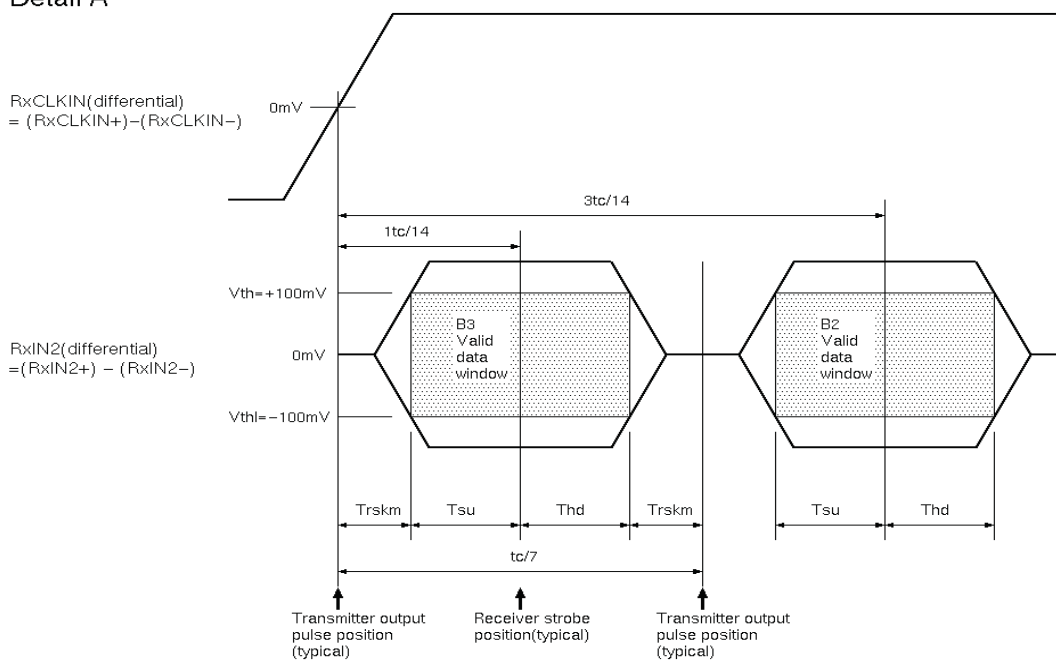 Detail A
RxCLKIN(differential)
= (RxCLKIN+)−(RxCLKIN−)
0mV
3tc/14
1tc/14
Vth=+100mV
B3
Valid
data
window
B2
Valid
data
window
RxIN2(differential)
=(RxIN2+) − (RxIN2−)
0mV
Vthl=−100mV
Trskm
Tsu
Thd
Trskm
Tsu
Thd
tc/7
Transmitter output
pulse position
(typical)
Receiver strobe
position(typical)
Transmitter output
pulse position
(typical)